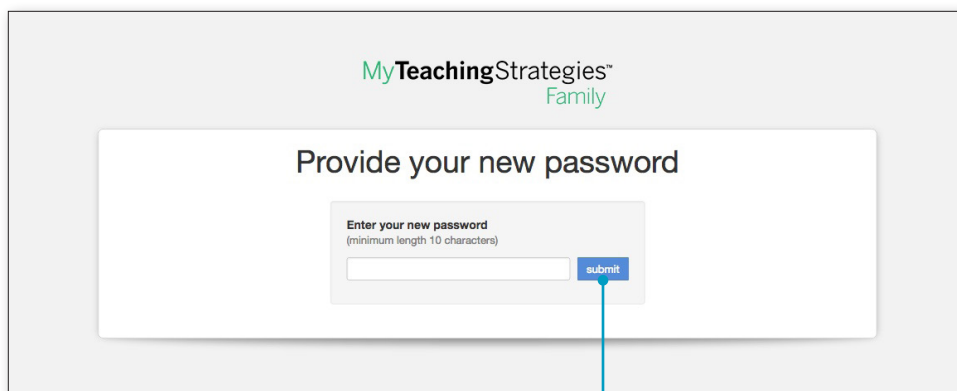 MyTeachingStrategies™
Family
Provide your new password
Enter your new password
(minimum length 10 characters)
submit